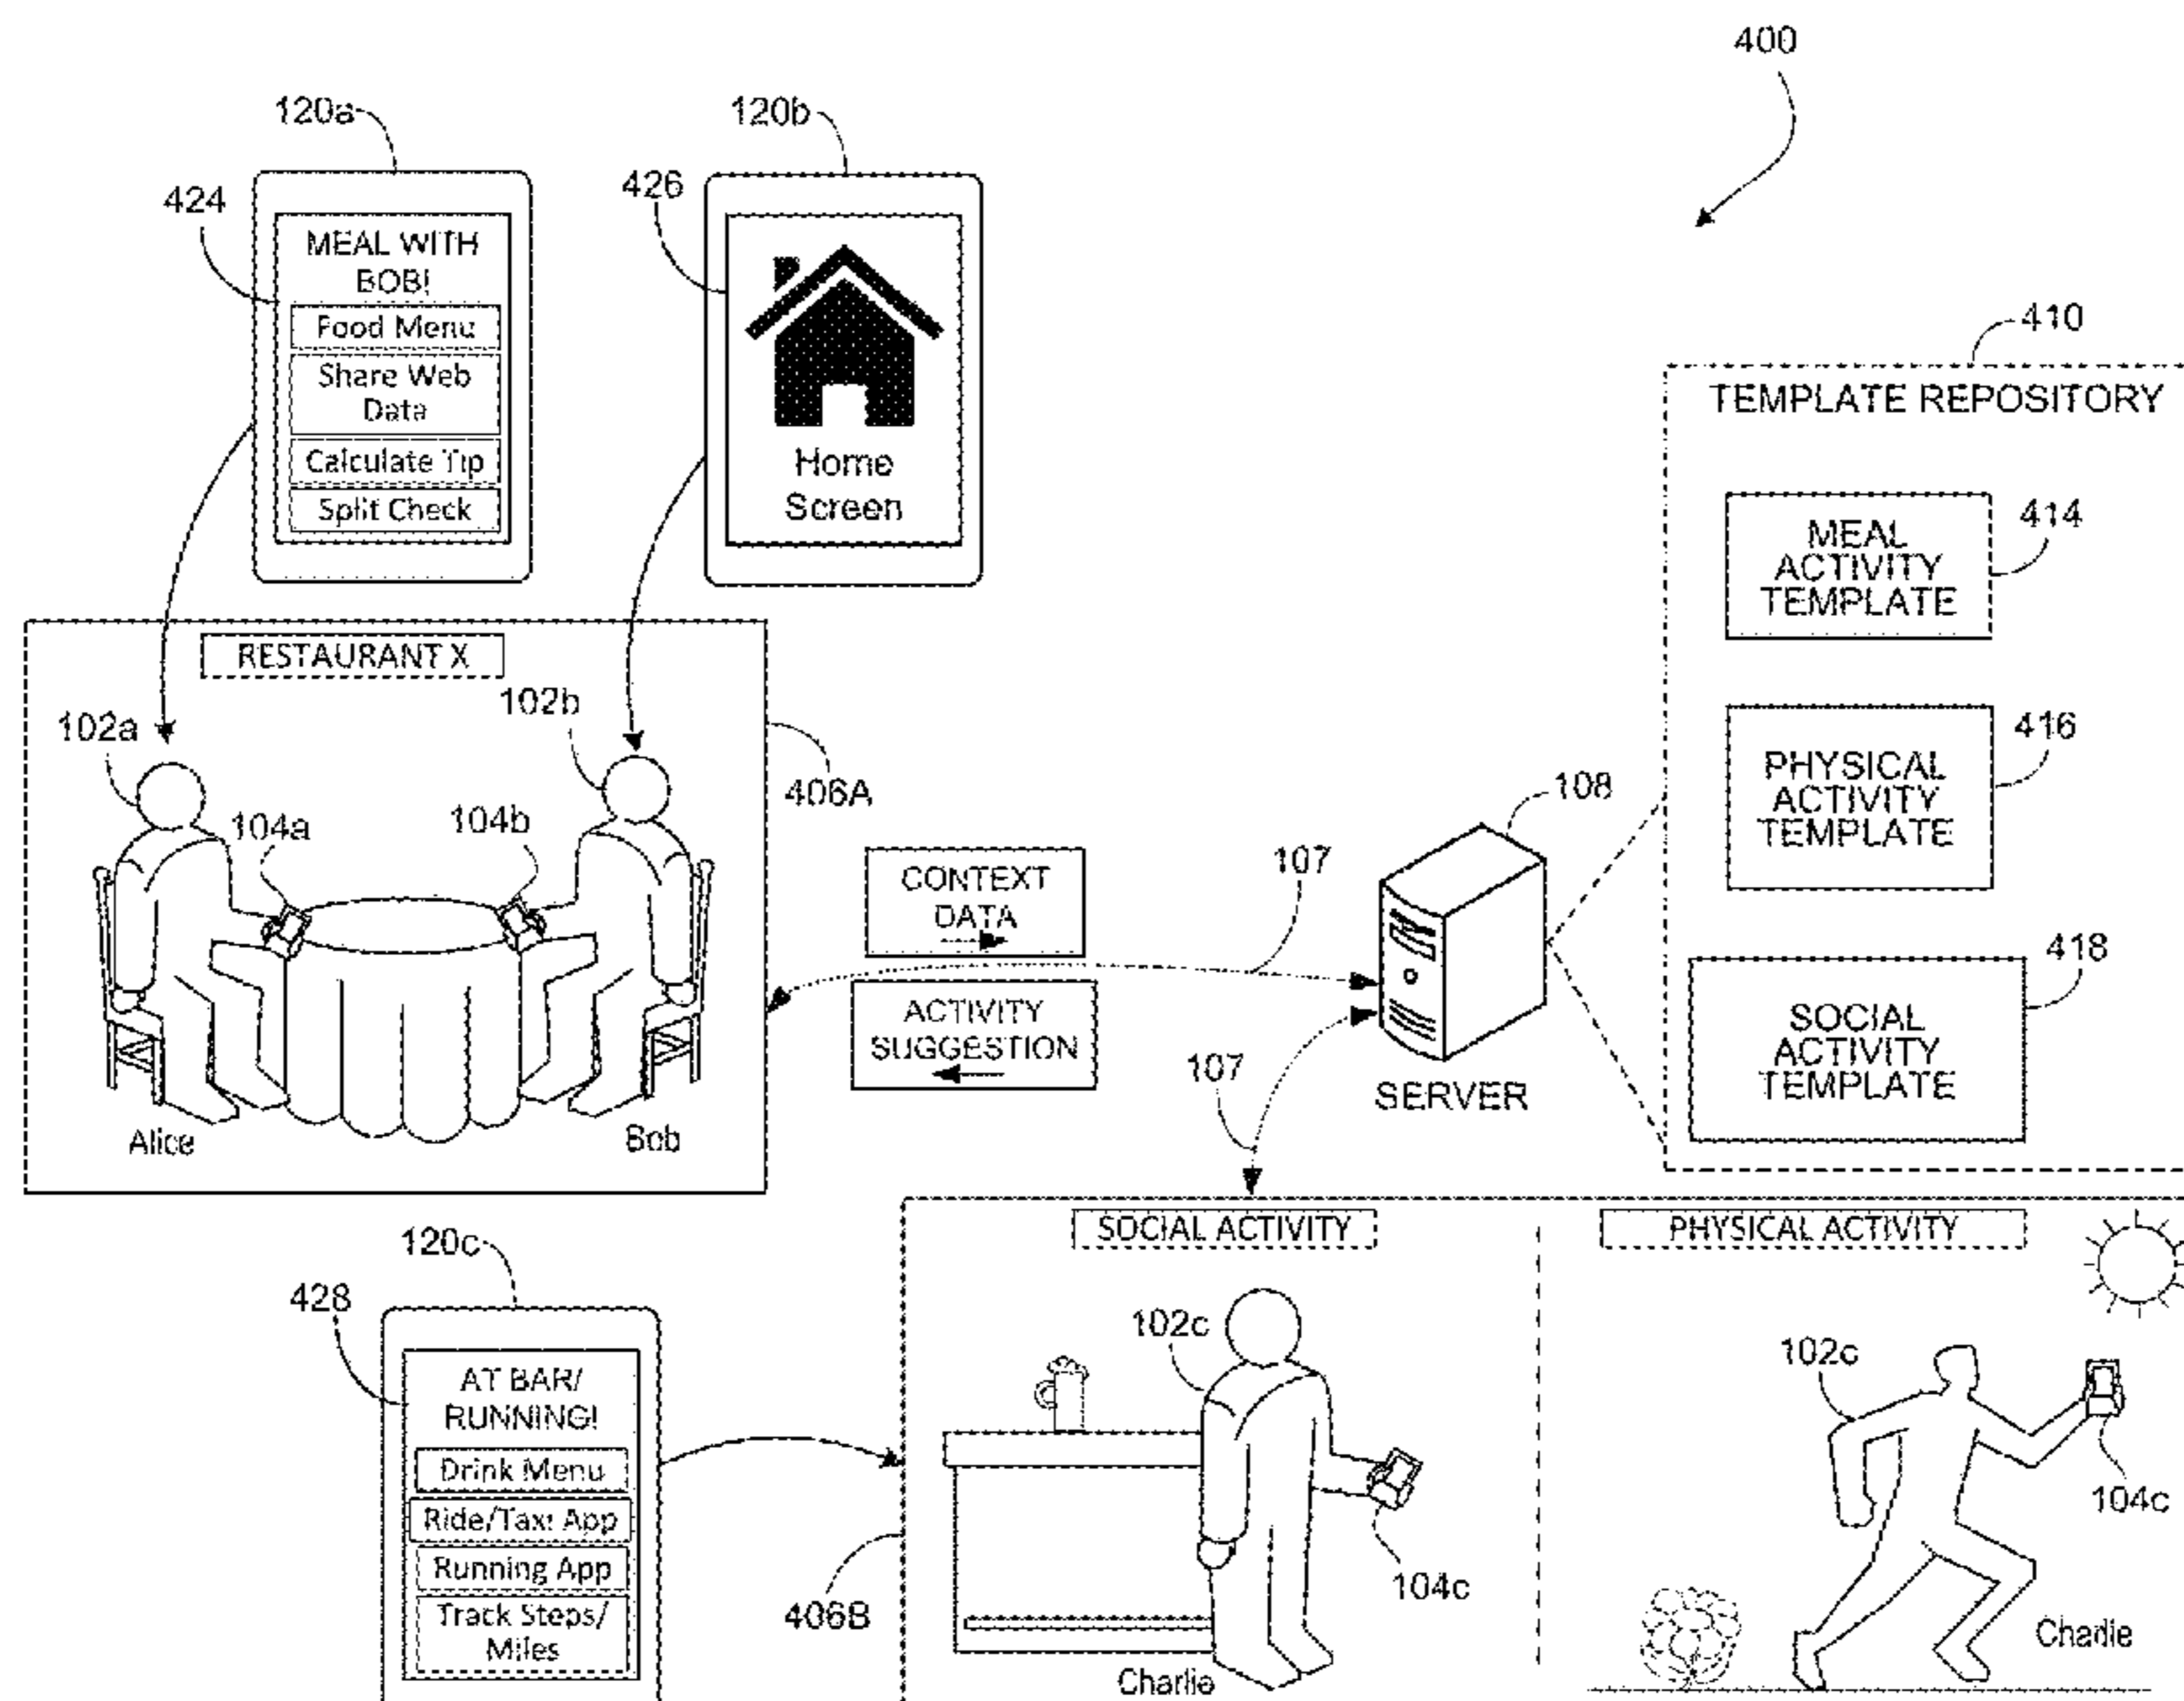 400
120a
120b
424
MEAL WITH
BOB!
Food Menu
Share Web
Data
Calculate Tip
Split Check
426
Home
Screen
410
TEMPLATE REPOSITORY
MEAL
ACTIVITY
TEMPLATE
414
PHYSICAL
ACTIVITY
TEMPLATE
416
SOCIAL
ACTIVITY
TEMPLATE
418
RESTAURANT X
102a
102b
104a
104b
406A
Alice
Bob
CONTEXT
DATA
ACTIVITY
SUGGESTION
107
107
108
SERVER
120c
428
AT BAR/
RUNNING!
Drink Menu
Ride/Taxi App
Running App
Track Steps/
Miles
SOCIAL ACTIVITY
102c
104c
406B
Charlie
PHYSICAL ACTIVITY
102c
104c
Charlie